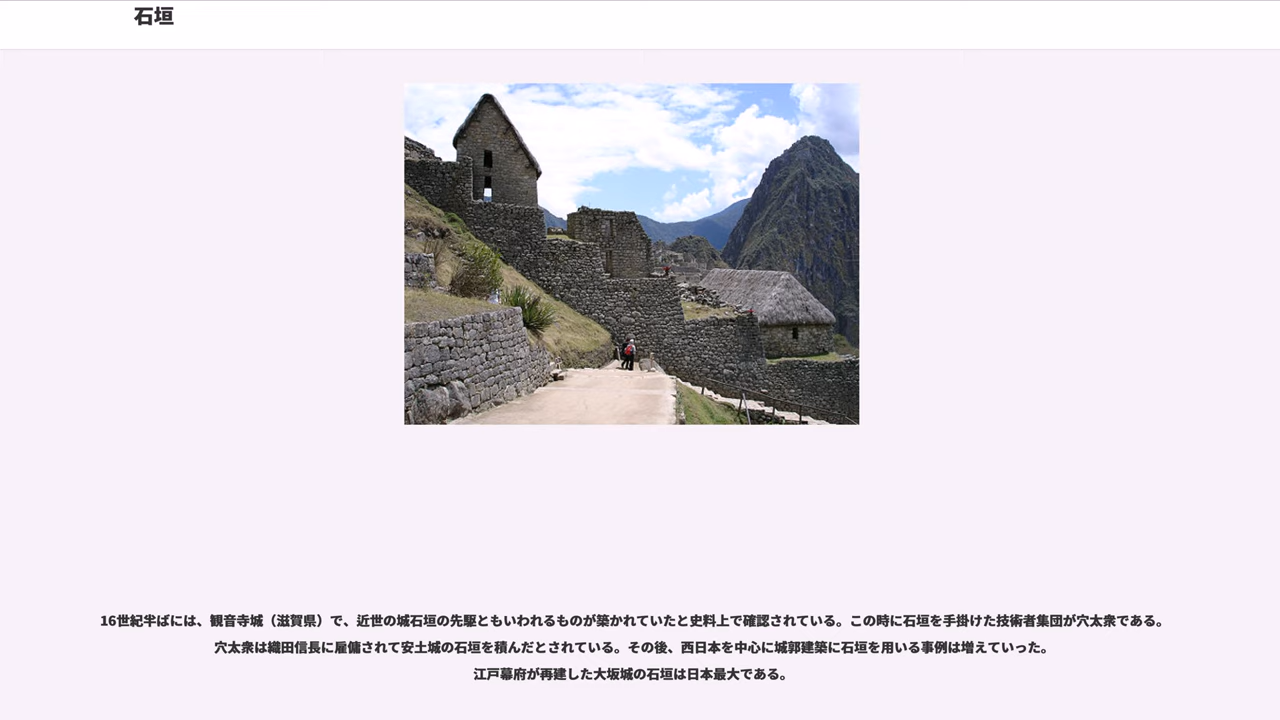 石垣
16世紀半ばには、観音寺城（滋賀県）で、近世の城石垣の先駆ともいわれるものが築かれていたと史料上で確認されている。この時に石垣を手掛けた技術者集団が穴太衆である。
穴太衆は織田信長に雇傭されて安土城の石垣を積んだとされている。その後、西日本を中心に城郭建築に石垣を用いる事例は増えていった。
江戸幕府が再建した大坂城の石垣は日本最大である。